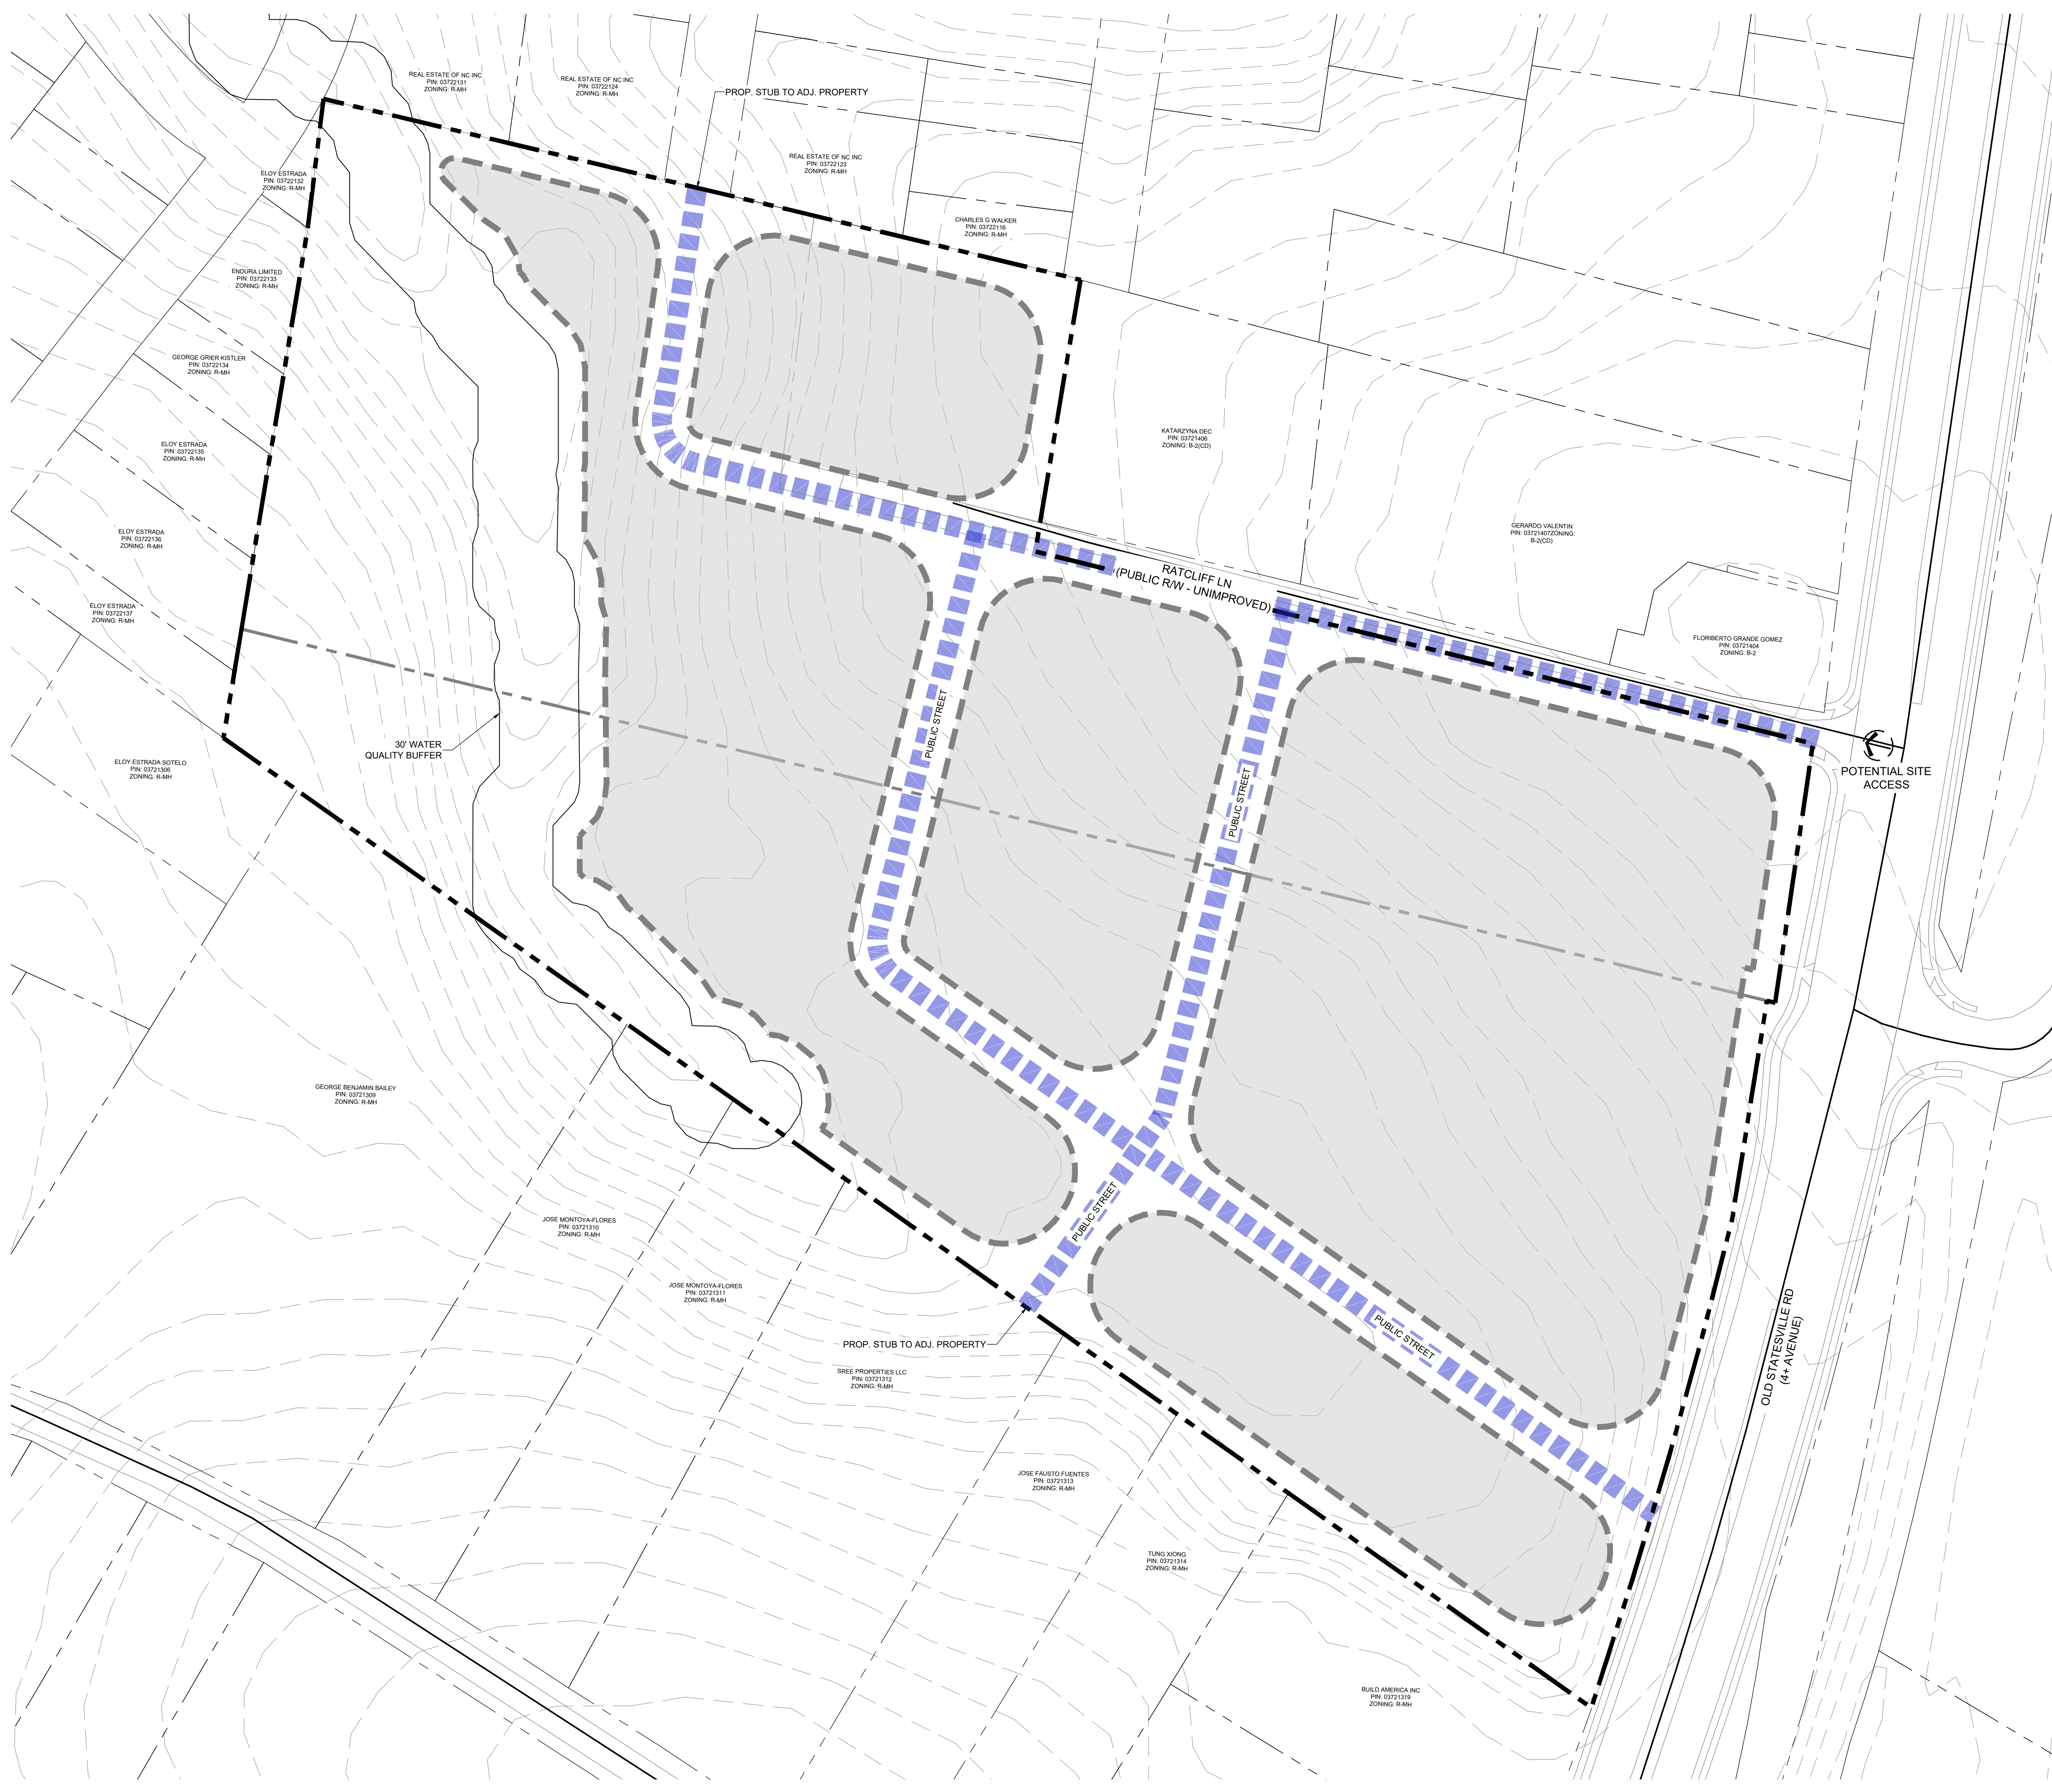 REAL ESTATE OF NC INC
PIN: 03722131
ZONING: R-MH
REAL ESTATE OF NC INC
PIN: 03722124
ZONING: R-MH
PROP. STUB TO ADJ. PROPERTY
REAL ESTATE OF NC INC
PIN: 03722123
ZONING: R-MH
ELOY ESTRADA
PIN: 03722132
ZONING: R-MH
CHARLES G WALKER
PIN: 03722116
ZONING: R-MH
ENDURA LIMITED
PIN: 03722133
ZONING: R-MH
GEORGE GRIER KISTLER
PIN: 03722134
ZONING: R-MH
KATARZYNA DEC
PIN: 03721406
ZONING: B-2(CD)
ELOY ESTRADA
PIN: 03722135
ZONING: R-MH
ELOY ESTRADA
PIN: 03722136
ZONING: R-MH
GERARDO VALENTIN
PIN: 03721407ZONING:
B-2(CD)
RATCLIFF LN
(PUBLIC R/W - UNIMPROVED)
ELOY ESTRADA
PIN: 03722137
ZONING: R-MH
FLORIBERTO GRANDE GOMEZ
PIN: 03721404
ZONING: B-2
PUBLIC STREET
30' WATER
QUALITY BUFFER
ELOY ESTRADA SOTELO
PIN: 03721306
ZONING: R-MH
PUBLIC STREET
POTENTIAL SITE
ACCESS
GEORGE BENJAMIN BAILEY
PIN: 03721309
ZONING: R-MH
JOSE MONTOYA-FLORES
PIN: 03721310
ZONING: R-MH
PUBLIC STREET
JOSE MONTOYA-FLORES
PIN: 03721311
ZONING: R-MH
PROP. STUB TO ADJ. PROPERTY
PUBLIC STREET
OLD STATESVILLE RD
(4+ AVENUE)
SREE PROPERTIES LLC
PIN: 03721312
ZONING: R-MH
JOSE FAUSTO FUENTES
PIN: 03721313
ZONING: R-MH
TUNG XIONG
PIN: 03721314
ZONING: R-MH
BUILD AMERICA INC
PIN: 03721319
ZONING: R-MH